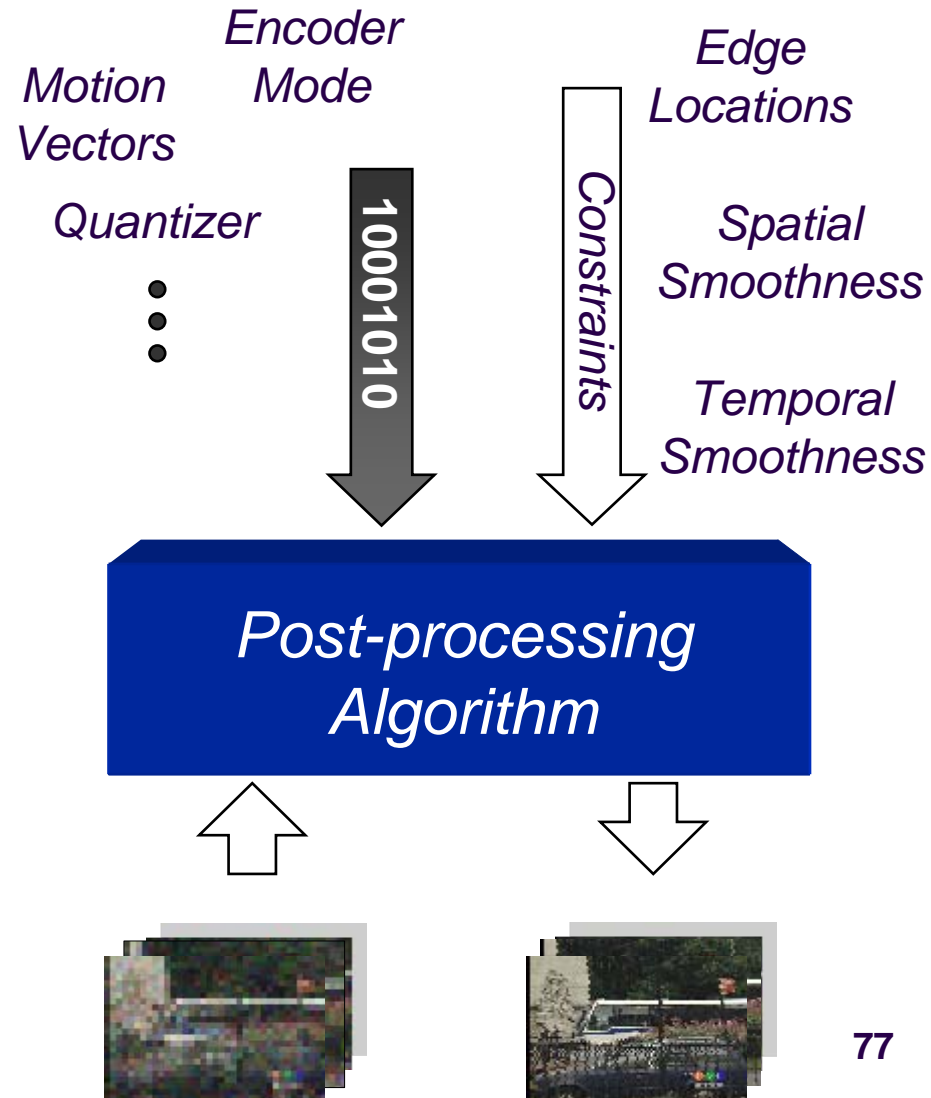 Encoder
Mode
Motion
Vectors
Quantizer
10001010
Constraints
Edge
Locations
Spatial
Smoothness
Temporal
Smoothness
Post-processing
Algorithm
77